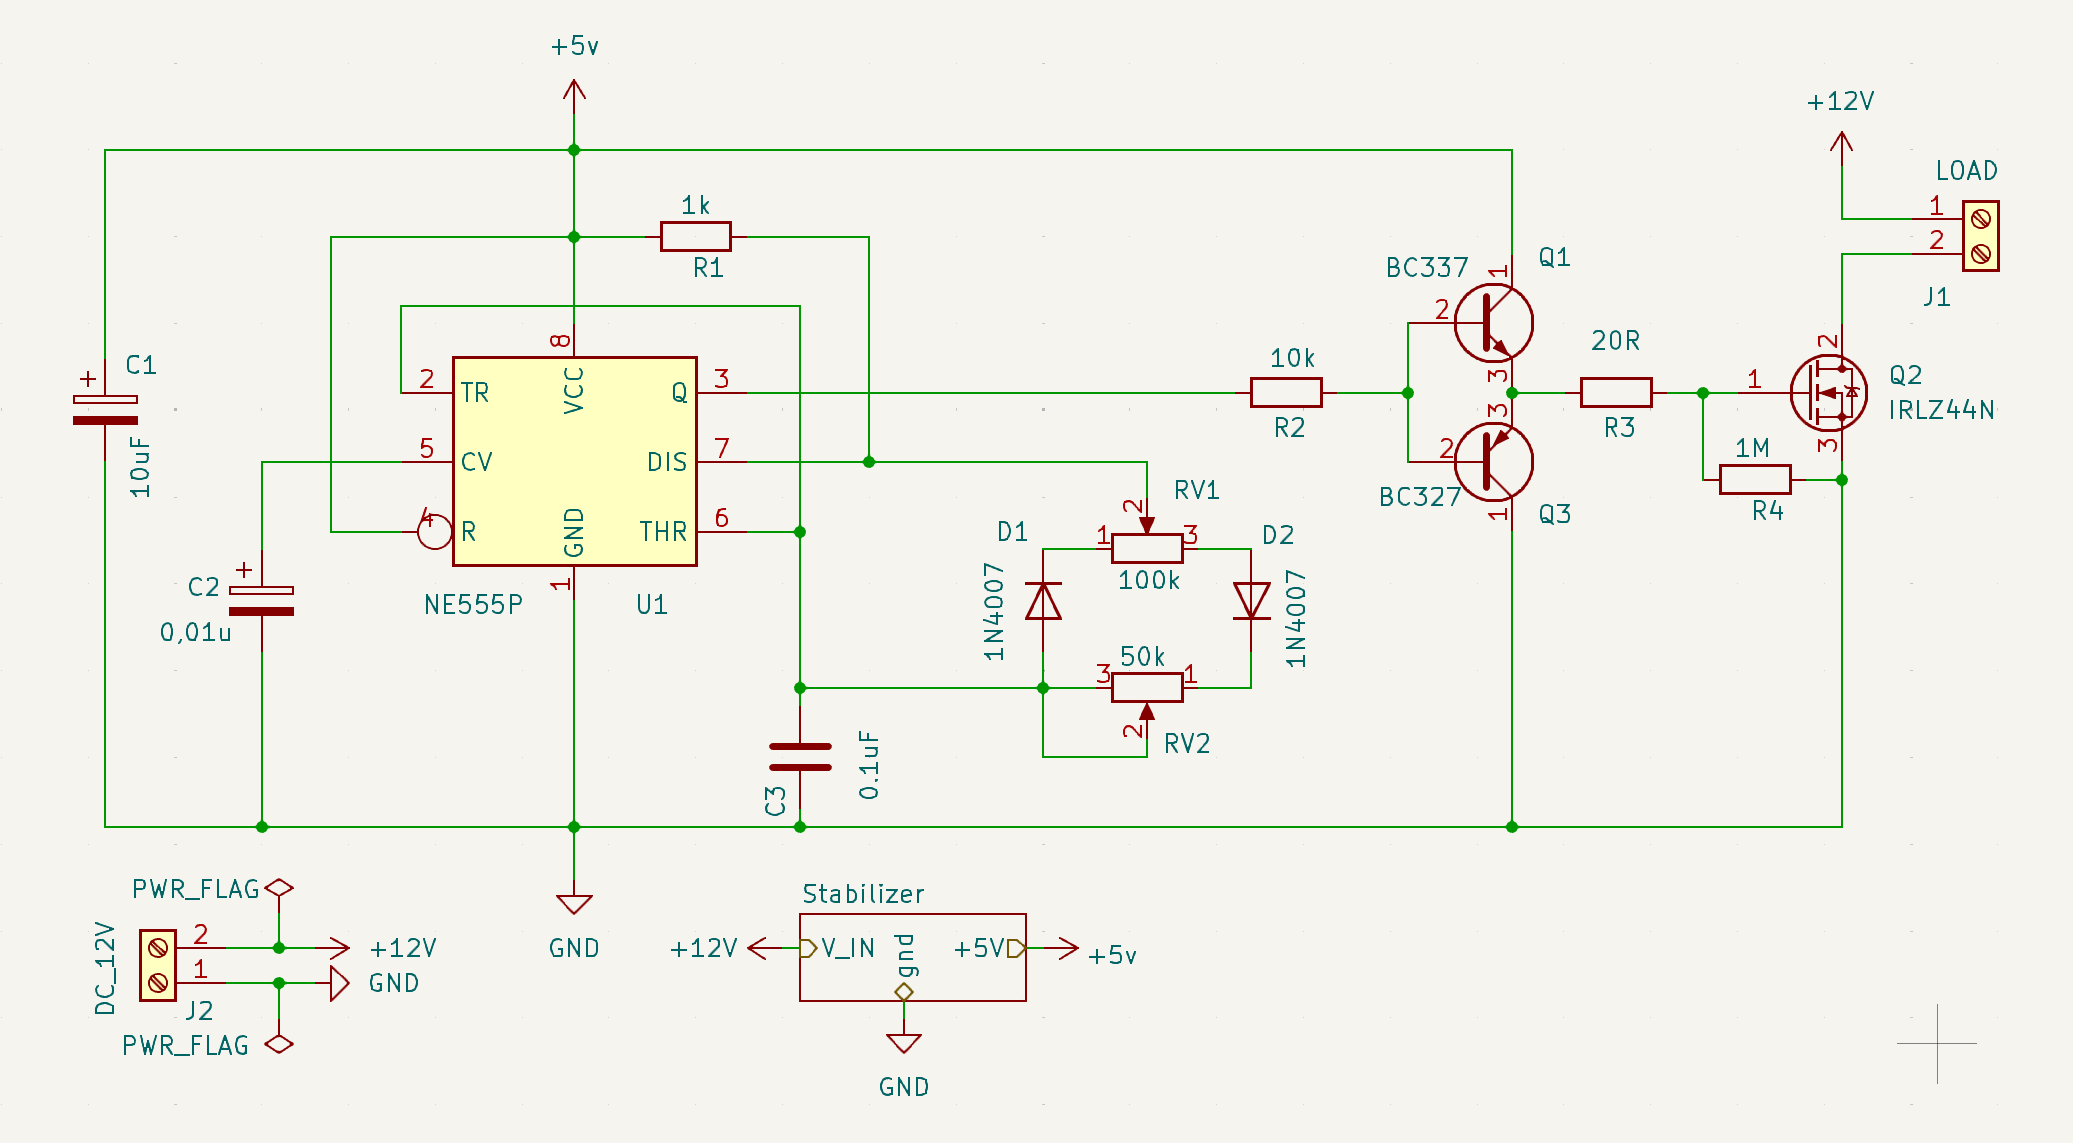 +5v
+12V
LOAD
1
2
J1
1k
R1
C1
+
10uF
8
VCC
2
TR
Q
3
5
CV
DIS
7
4
R
GND
THR
6
1
NE555P
U1
C2
+
0,01u
10k
R2
BC337
Q1
1
2
3
3
2
BC327
Q3
1
20R
R3
1
2
Q2
IRLZ44N
3
1M
R4
RV1
2
D1
1
3
D2
100k
1N4007
1N4007
50k
3
1
2
RV2
C3
0.1uF
PWR_FLAG
DC_12V
2
+12V
1
GND
J2
PWR_FLAG
GND
Stabilizer
+12V
V_IN
gnd
+5V
+5v
GND